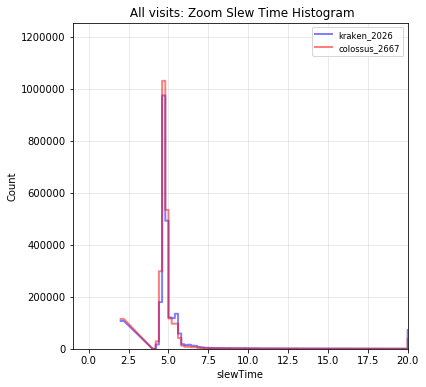 All visits: Zoom Slew Time Histogram
kraken_2026
colossus_2667
1200000
1000000
800000
600000
400000
200000
0
Count
0.0 2.5 5.0 7.5 10.0 12.5 15.0 17.5 20.0
slewTime